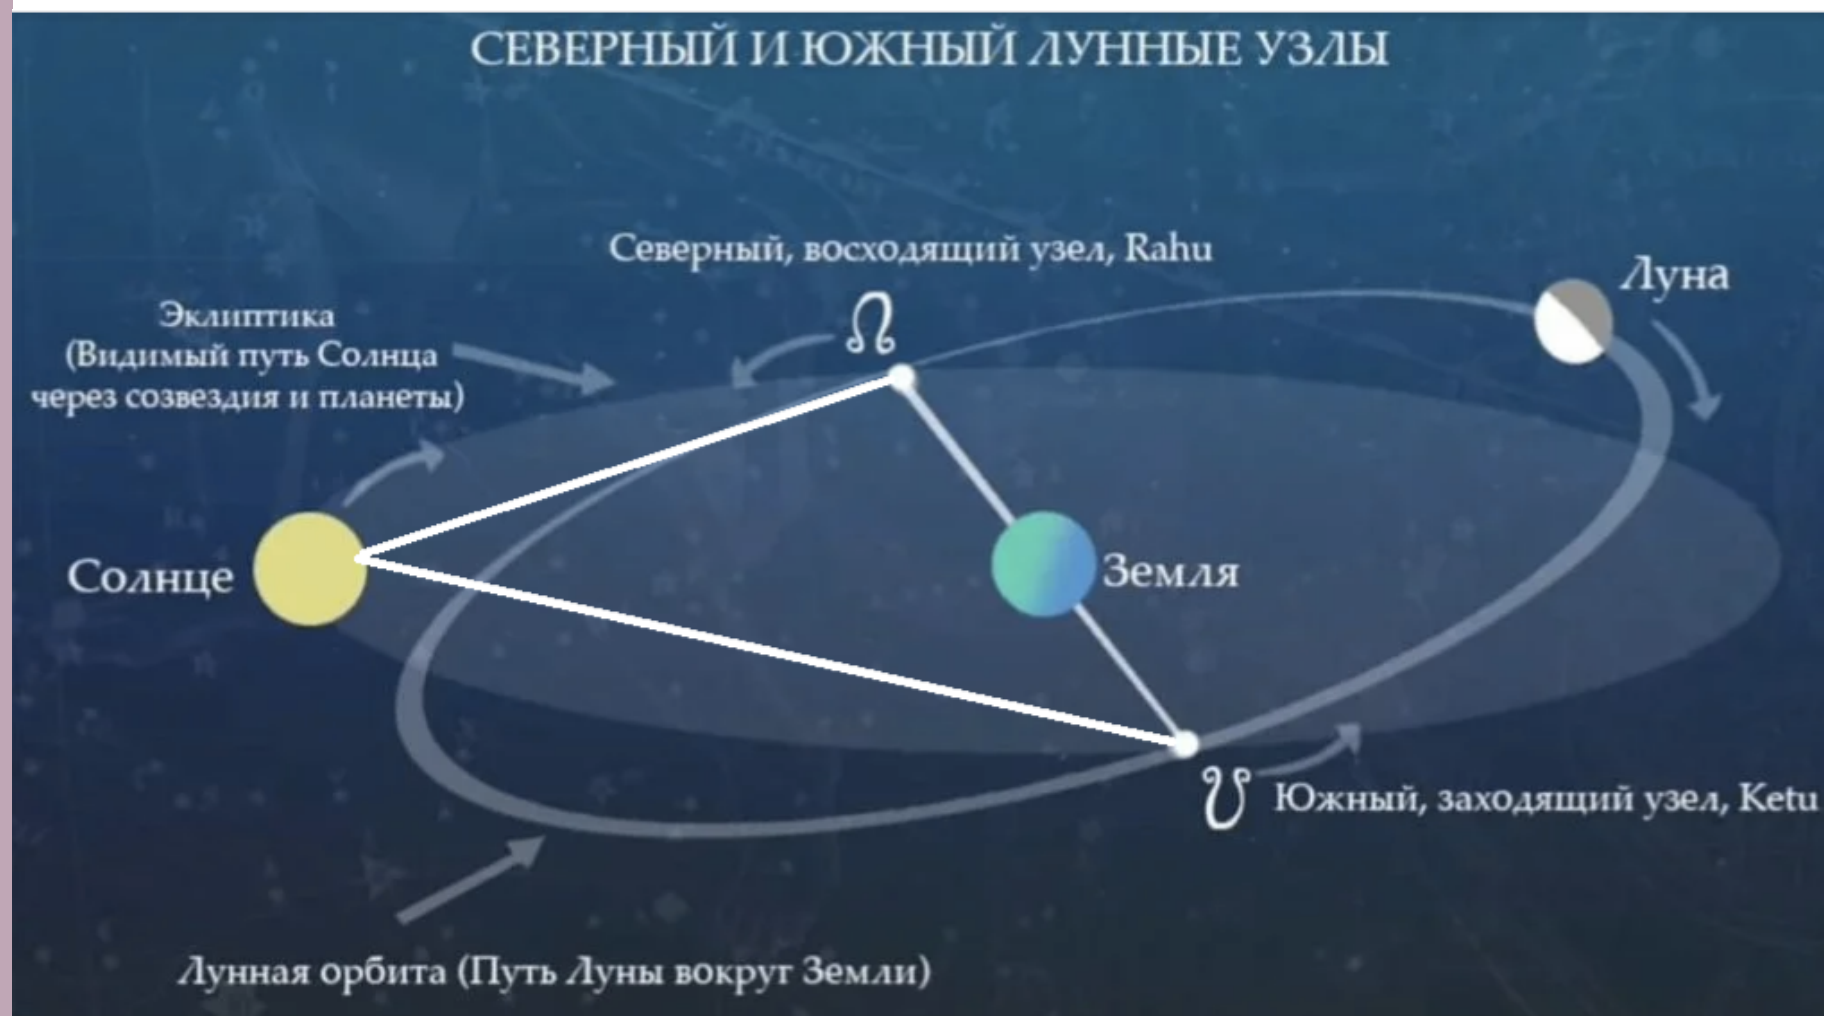 СЕВЕРНЫЙ И ЮЖНЫЙ ЛУННЫЕ УЗЛЫ
Северный, восходящий узел, Rahu
Луна
Эклиптика
(Видимый путь Солнца
через созвездия и планеты)
Солнце
Земля
Южный, заходящий узел, Ketu
Лунная орбита (Путь Луны вокруг Земли)